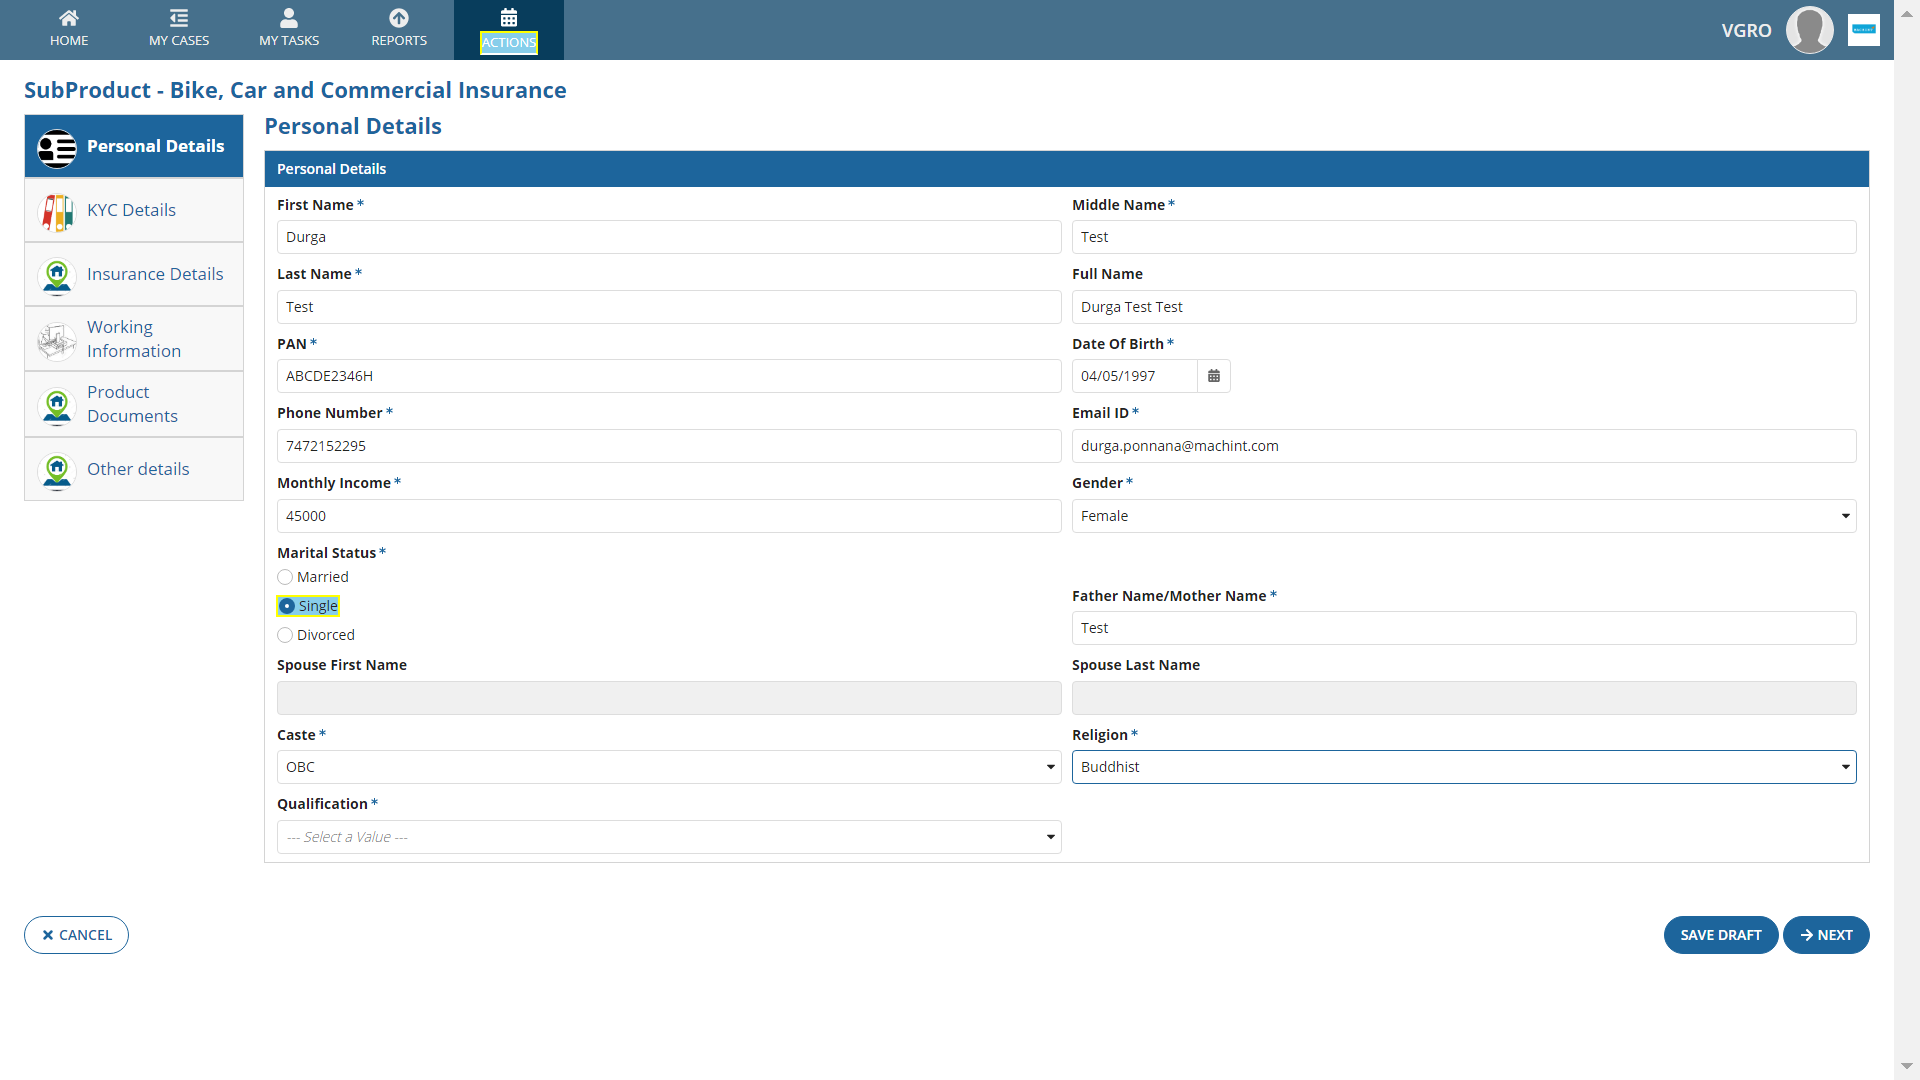 HOME
MY CASES
MY TASKS
REPORTS
ACTIONS
VGRO
SubProduct - Bike, Car and Commercial Insurance
Personal Details
KYC Details
Insurance Details
Working
Information
Product
Documents
Other details
Personal Details
Personal Details
First Name *
Durga
Middle Name *
Test
Last Name *
Test
Full Name
Durga Test Test
PAN *
ABCDE2346H
Date Of Birth *
04/05/1997
Phone Number *
7472152295
Email ID *
durga.ponnana@machint.com
Monthly Income *
45000
Gender *
Female
Marital Status *
Married
Single
Divorced
Father Name/Mother Name *
Test
Spouse First Name
Spouse Last Name
Caste *
OBC
Religion *
Buddhist
Qualification *
--- Select a Value ---
CANCEL
SAVE DRAFT
NEXT